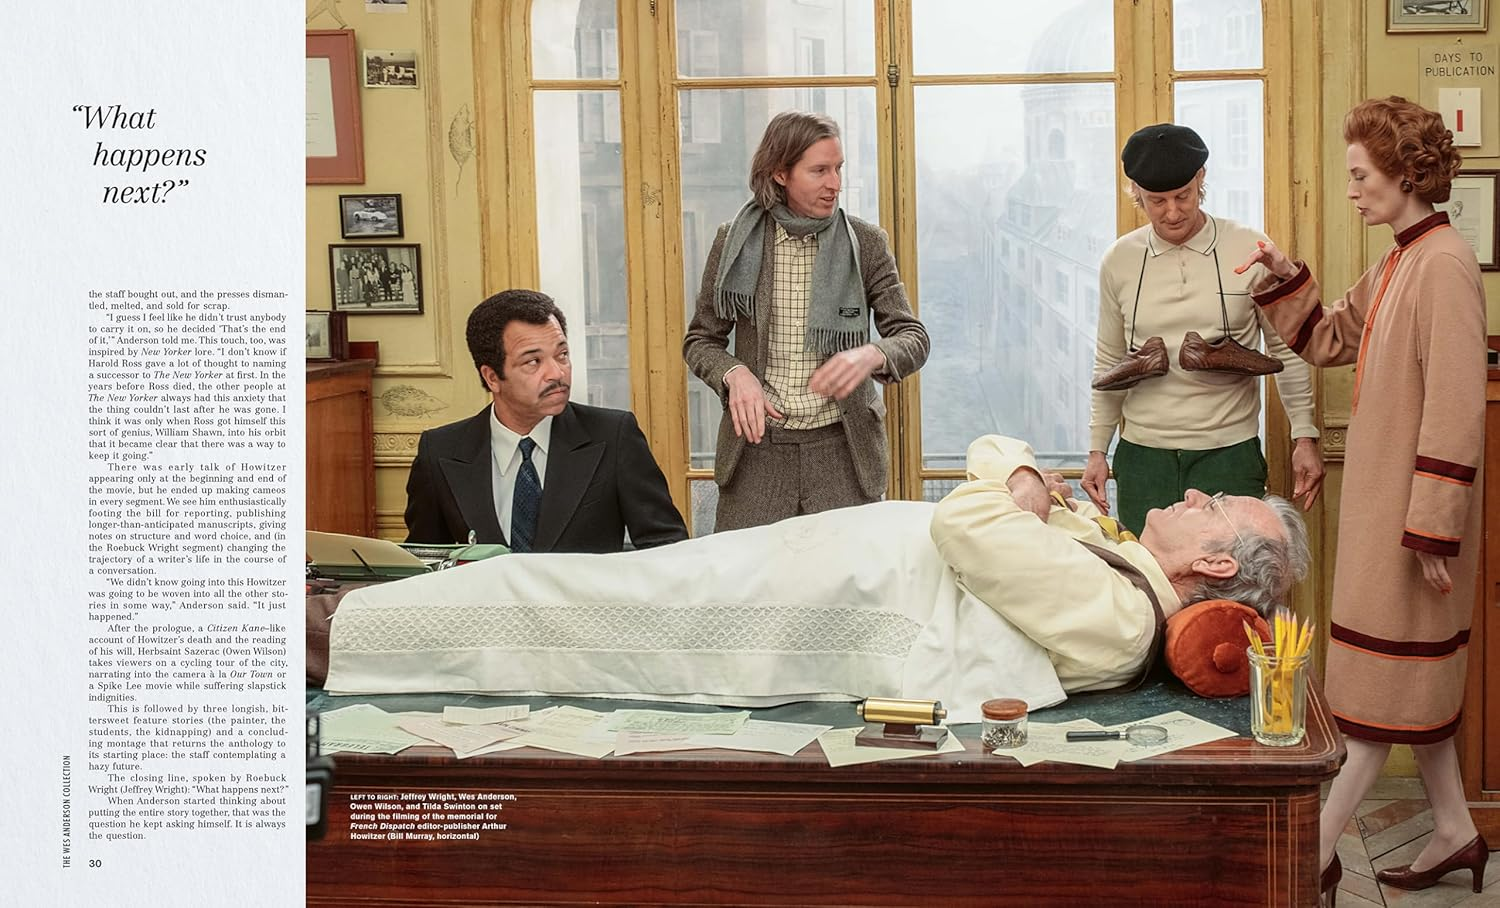 “What
happens
next?”
the staff bought out, and the presses disman-
tled, melted, and sold for scrap.
“I guess I feel like he didn’t trust anybody
to carry it on, so he decided ‘That’s the end
of it,’” Anderson told me. This touch, too, was
inspired by New Yorker lore. “I don’t know if
Harold Ross gave a lot of thought to naming
a successor to The New Yorker at first. In the
years before Ross died, the other people at
The New Yorker always had this anxiety that
the thing couldn’t last after he was gone. I
think it was only when Ross got himself this
sort of genius, William Shawn, into his orbit
that it became clear that there was a way to
keep it going.”
There was early talk of Howitzer
appearing only at the beginning and end of
the movie, but he ended up making cameos
in every segment. We see him enthusiastically
footing the bill for reporting, publishing
longer-than-anticipated manuscripts, giving
notes on structure and word choice, and (in
the Roebuck Wright segment) changing the
trajectory of a writer’s life in the course of
a conversation.
“We didn’t know going into this Howitzer
was going to be woven into all the other sto-
ries in some way,” Anderson said. “It just
happened.”
After the prologue, a Citizen Kane–like
account of Howitzer’s death and the reading
of his will, Herbsaint Sazerac (Owen Wilson)
takes viewers on a cycling tour of the city,
narrating into the camera à la Our Town or
a Spike Lee movie while suffering slapstick
indignities.
This is followed by three longish, bit-
tersweet feature stories (the painter, the
students, the kidnapping) and a conclud-
ing montage that returns the anthology to
its starting place: the staff contemplating a
hazy future.
The closing line, spoken by Roebuck
Wright (Jeffrey Wright): “What happens next?”
When Anderson started thinking about
putting the entire story together, that was the
question he kept asking himself. It is always
the question.
THE WES ANDERSON COLLECTION
30
DAYS TO
PUBLICATION
LEFT TO RIGHT: Jeffrey Wright, Wes Anderson,
Owen Wilson, and Tilda Swinton on set
during the filming of the memorial for
French Dispatch editor-publisher Arthur
Howitzer (Bill Murray, horizontal)